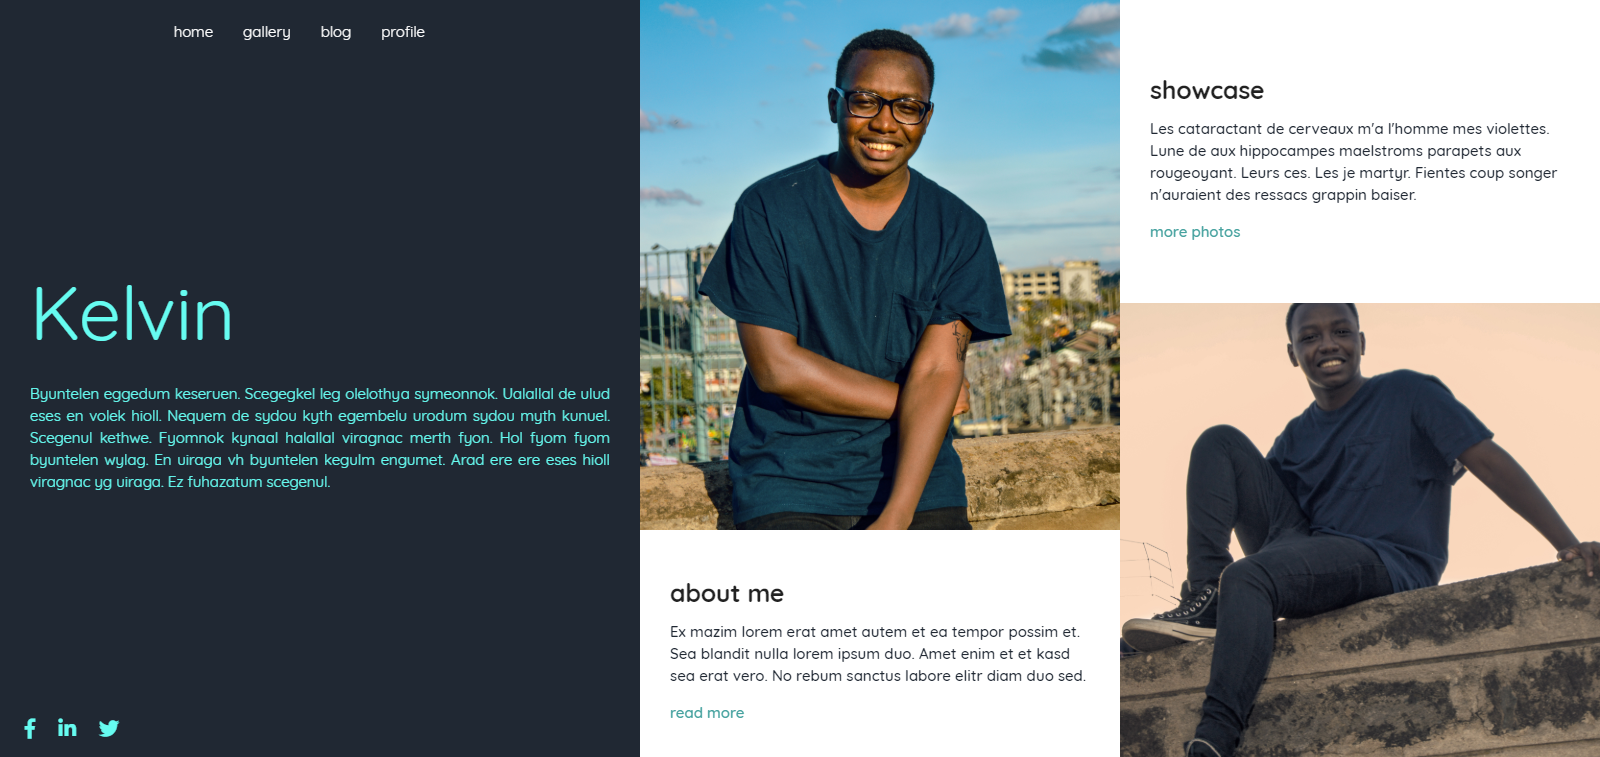 home gallery blog profile
Kelvin
Byuntelen eggedum keseruen. Scegegkel leg olelothya symeonnok. Ualallal de ulud
eses en volek hioll. Nequem de sydou kyth egembelu urodum sydou myth kunuel.
Scegenul kethwe. Fyomnok kynaal halallal viragnac merth fyon. Hol fyom fyom
byuntelen wylag. En uiraga vh byuntelen kegulm engumet. Arad ere ere eses hioll
viragnac yg uiraga. Ez fuhazatum scegenul.
about me
Ex mazim lorem erat amet autem et ea tempor possim et.
Sea blandit nulla lorem ipsum duo. Amet enim et et kasd
sea erat vero. No rebum sanctus labore elitr diam duo sed.
read more
showcase
Les cataractant de cerveaux m'a l'homme mes violettes.
Lune de aux hippocampes maelstroms parapets aux
rougeoyant. Leurs ces. Les je martyr. Fientes coup songer
n'auraient des ressacs grappin baiser.
more photos